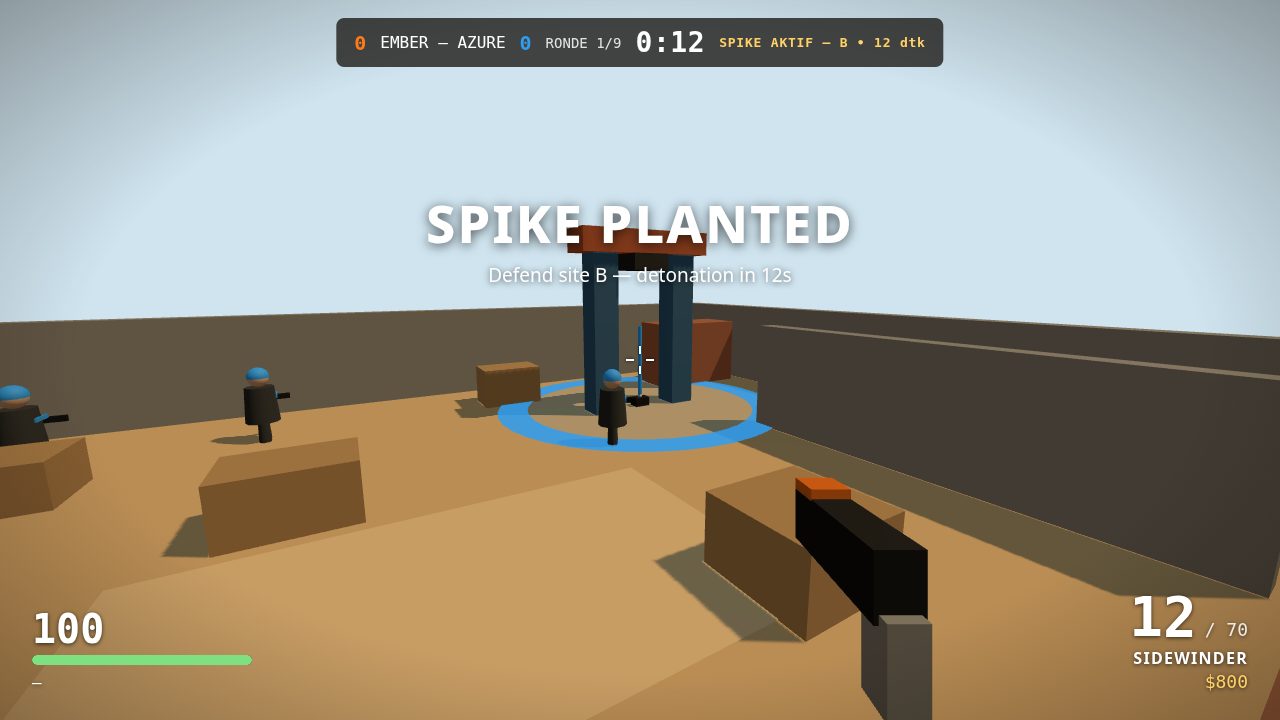 0 EMBER — AZURE 0 RONDE 1/9 0:12 SPIKE AKTIF — B • 12 dtk
SPIKE PLANTED
Defend site B — detonation in 12s
100
—
12 / 70
SIDEWINDER
$800